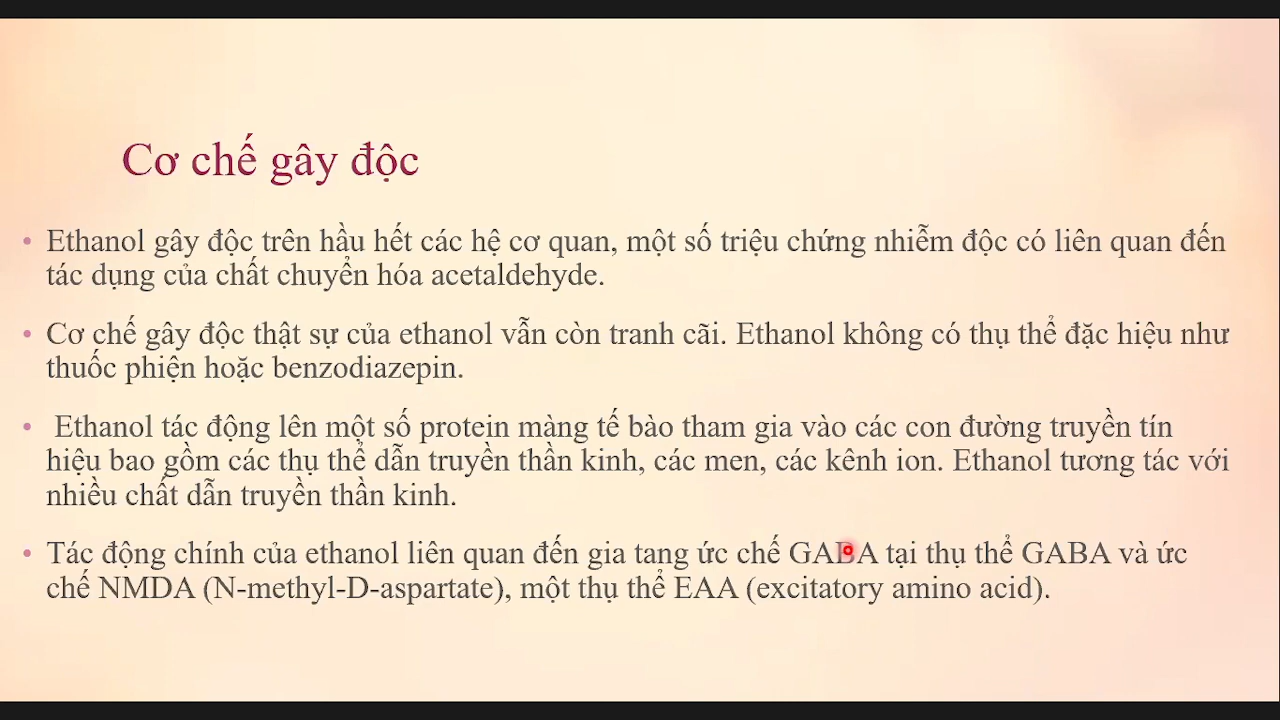 Cơ chế gây độc
• Ethanol gây độc trên hầu hết các hệ cơ quan, một số triệu chứng nhiễm độc có liên quan đến
tác dụng của chất chuyển hóa acetaldehyde.
• Cơ chế gây độc thật sự của ethanol vẫn còn tranh cãi. Ethanol không có thụ thể đặc hiệu như
thuốc phiện hoặc benzodiazepin.
• Ethanol tác động lên một số protein màng tế bào tham gia vào các con đường truyền tín
hiệu bao gồm các thụ thể dẫn truyền thần kinh, các men, các kênh ion. Ethanol tương tác với
nhiều chất dẫn truyền thần kinh.
• Tác động chính của ethanol liên quan đến gia tang ức chế GABA tại thụ thể GABA và ức
chế NMDA (N-methyl-D-aspartate), một thụ thể EAA (excitatory amino acid).